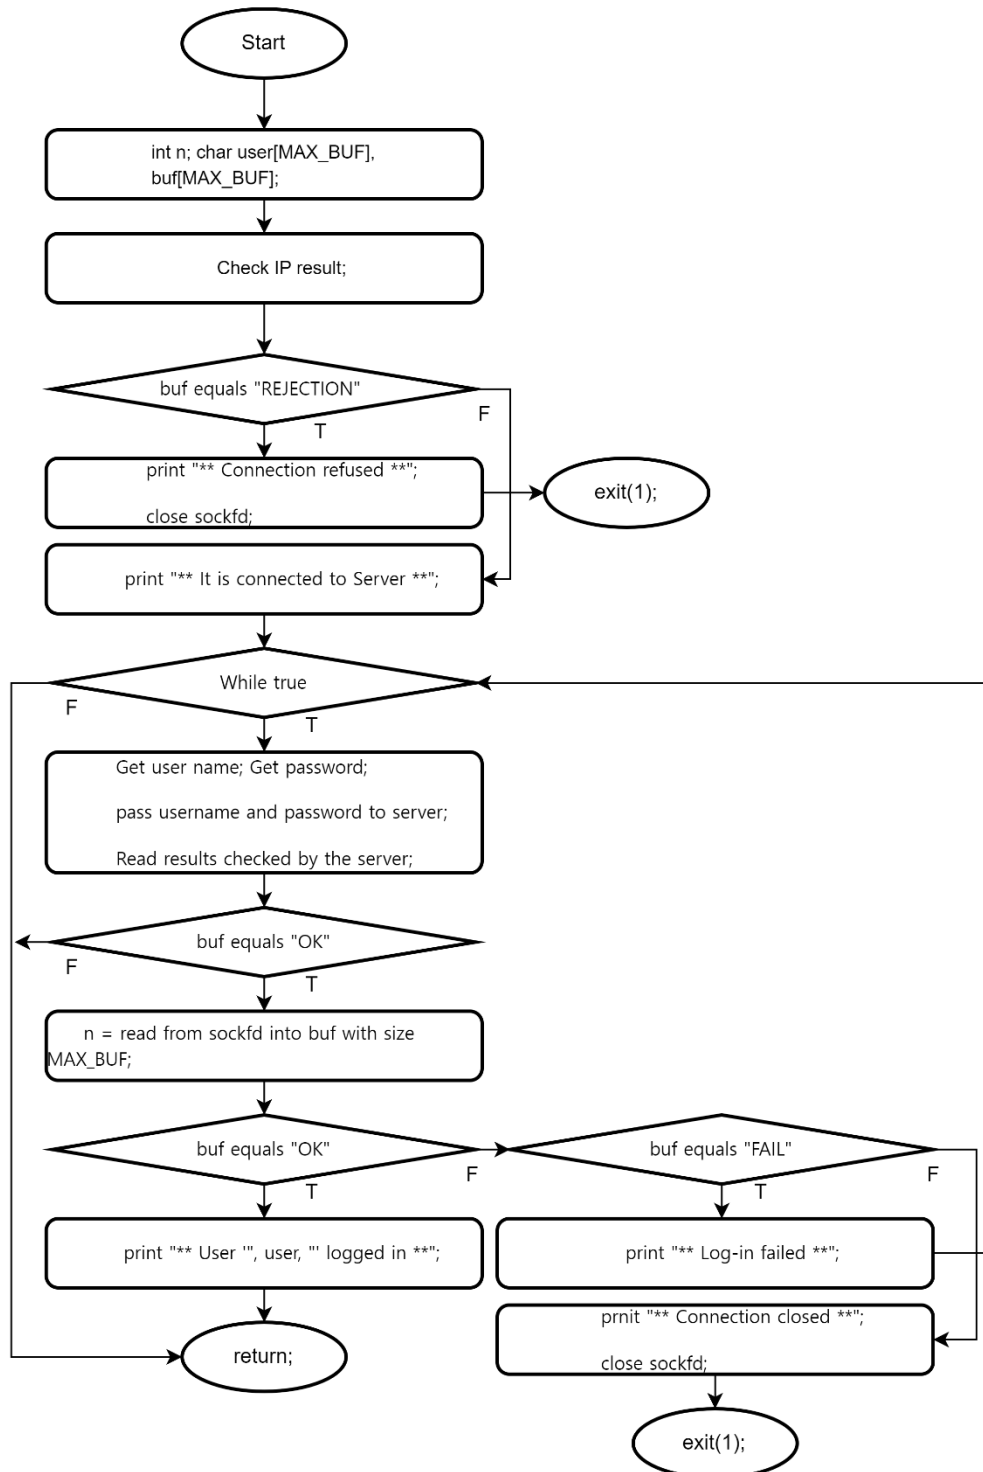 Start
int n; char user[MAX_BUF],
buf[MAX_BUF];
Check IP result;
buf equals "REJECTION"
F
T
print "** Connection refused **";
close sockfd;
exit(1);
print "** It is connected to Server **";
While true
F
T
Get user name; Get password;
pass username and password to server;
Read results checked by the server;
buf equals "OK"
F
T
n = read from sockfd into buf with size
MAX_BUF;
buf equals "OK"
T
F
buf equals "FAIL"
T
F
print "** User '", user, "' logged in **";
print "** Log-in failed **";
prnit "** Connection closed **";
close sockfd;
return;
exit(1);